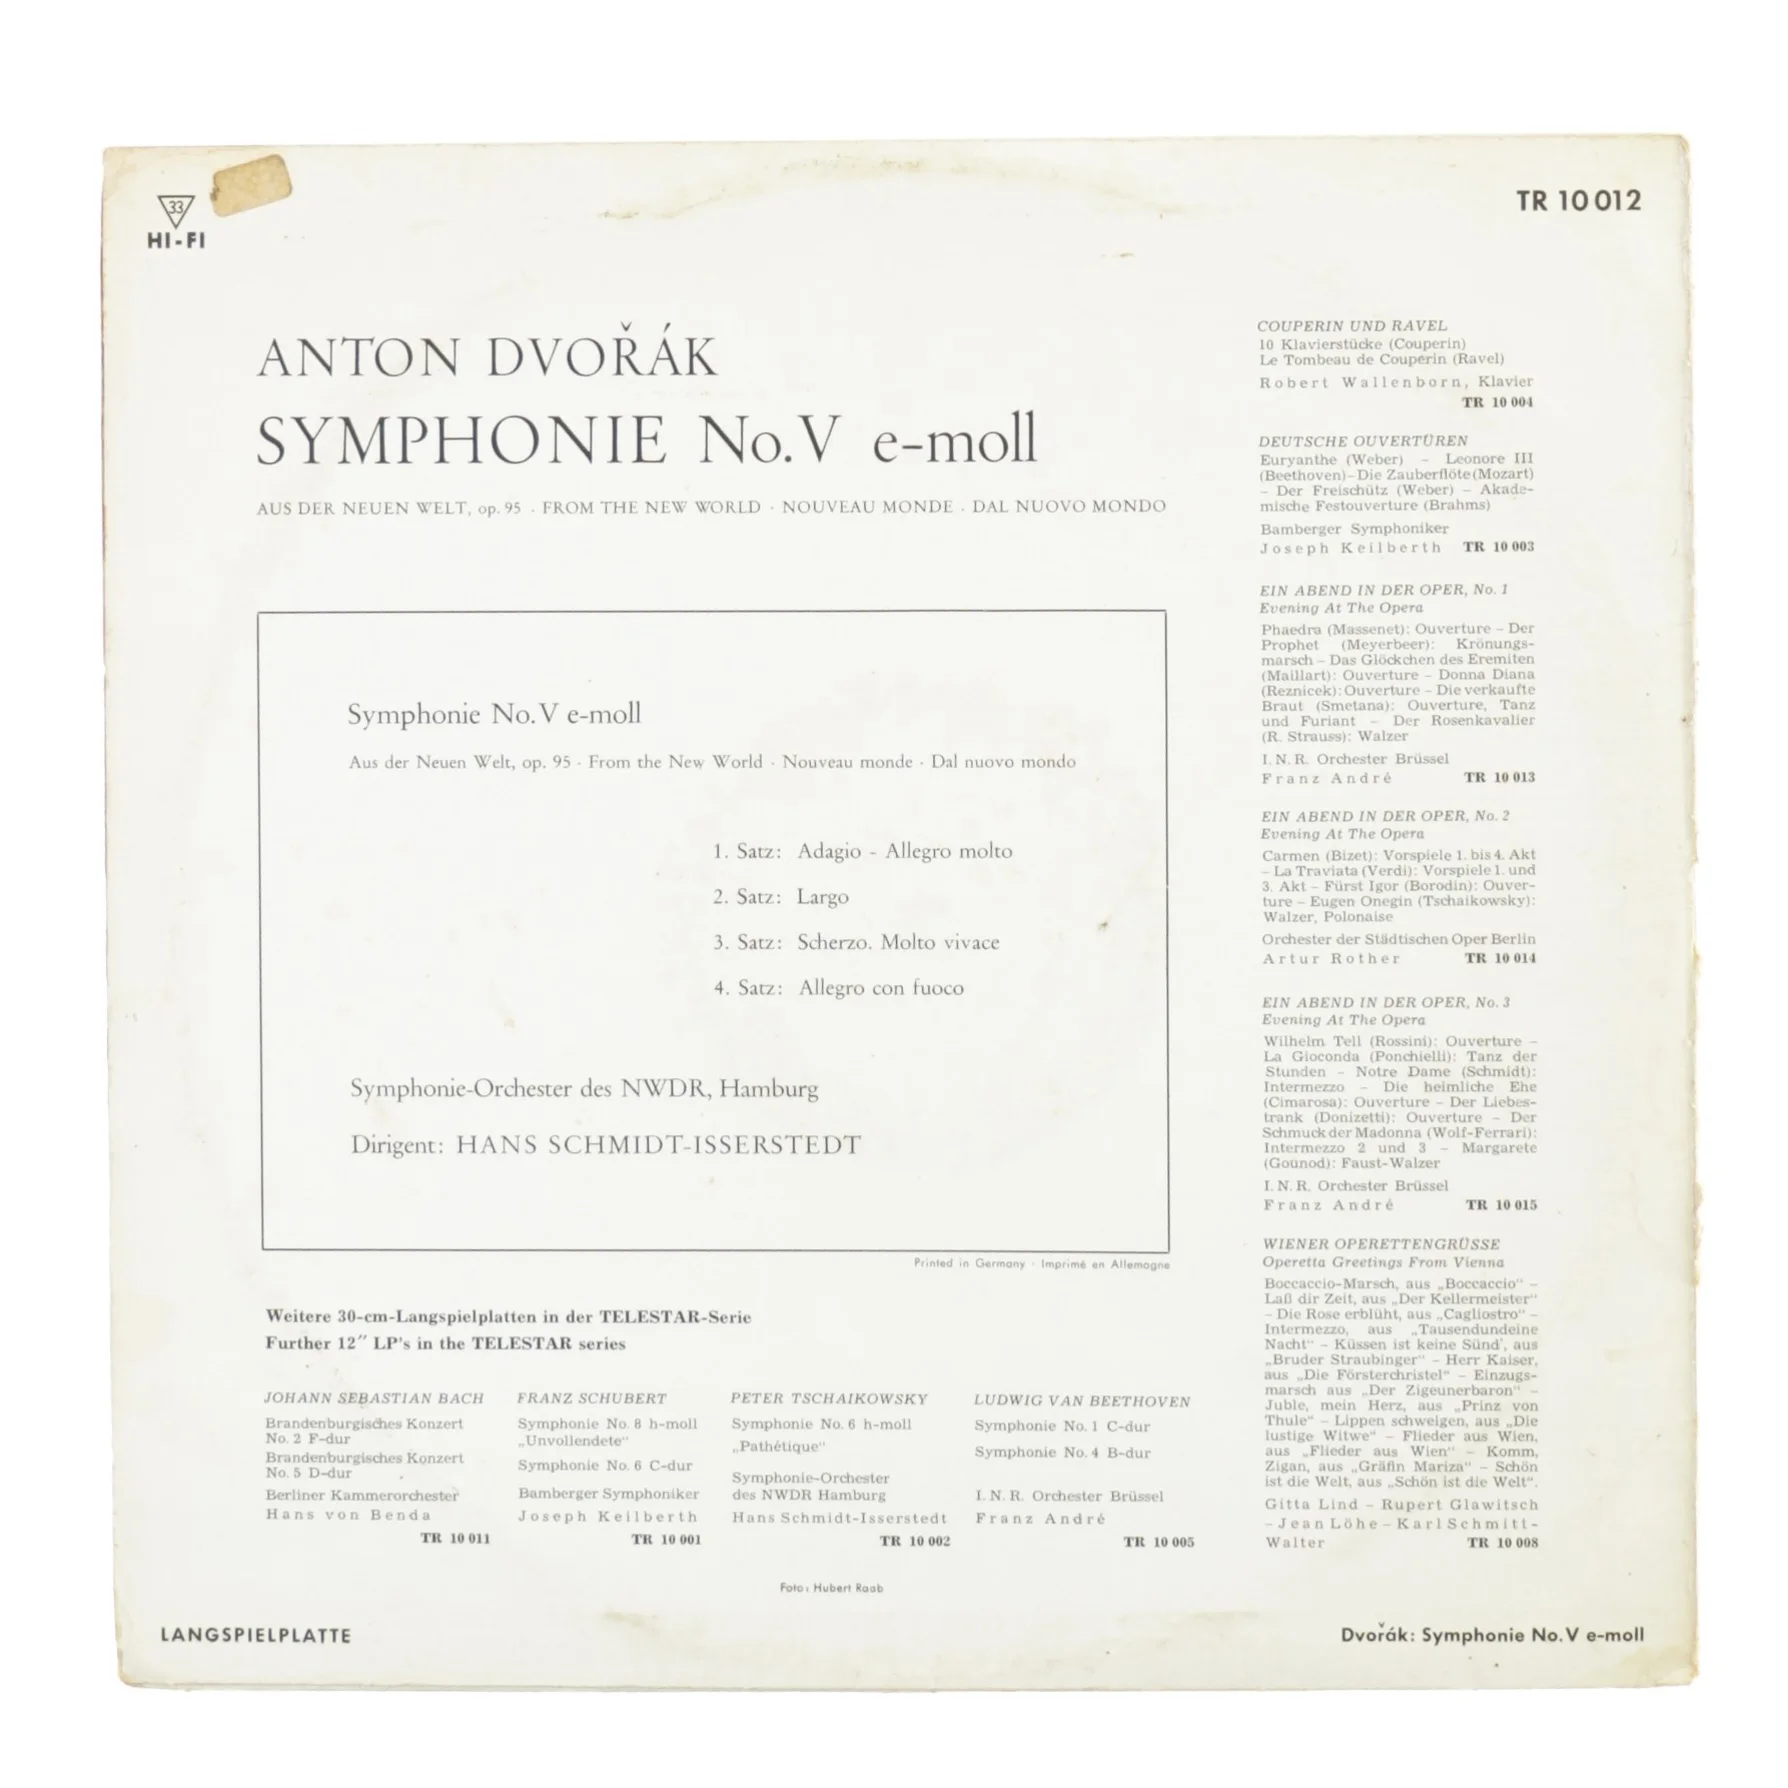 33
HI-FI
TR 10 012
ANTON DVOŘÁK
SYMPHONIE No. V e-moll
AUS DER NEUEN WELT, op. 95 · FROM THE NEW WORLD · NOUVEAU MONDE · DAL NUOVO MONDO
Symphonie No. V e-moll
Aus der Neuen Welt, op. 95 · From the New World · Nouveau monde · Dal nuovo mondo
1. Satz: Adagio – Allegro molto
2. Satz: Largo
3. Satz: Scherzo. Molto vivace
4. Satz: Allegro con fuoco
Symphonie-Orchester des NWDR, Hamburg
Dirigent: HANS SCHMIDT-ISSERSTEDT
Printed in Germany · Imprimé en Allemagne
Weitere 30-cm-Langspielplatten in der TELESTAR-Serie
Further 12″ LP's in the TELESTAR series
JOHANN SEBASTIAN BACH
Brandenburgisches Konzert
No. 2 F-dur
Brandenburgisches Konzert
No. 5 D-dur
Berliner Kammerorchester
Hans von Benda
TR 10 011
FRANZ SCHUBERT
Symphonie No. 8 h-moll
„Unvollendete“
Symphonie No. 6 C-dur
Bamberger Symphoniker
Joseph Keilberth
TR 10 001
PETER TSCHAIKOWSKY
Symphonie No. 6 h-moll
„Pathétique“
Symphonie-Orchester
des NWDR Hamburg
Hans Schmidt-Isserstedt
TR 10 002
LUDWIG VAN BEETHOVEN
Symphonie No. 1 C-dur
Symphonie No. 4 B-dur
I. N. R. Orchester Brüssel
Franz André
TR 10 005
COUPERIN UND RAVEL
10 Klavierstücke (Couperin)
Le Tombeau de Couperin (Ravel)
Robert Wallenborn, Klavier
TR 10 004
DEUTSCHE OUVERTÜREN
Euryanthe (Weber) – Leonore III
(Beethoven)–Die Zauberflöte (Mozart)
– Der Freischütz (Weber) – Akade-
mische Festouverture (Brahms)
Bamberger Symphoniker
Joseph Keilberth TR 10 003
EIN ABEND IN DER OPER, No. 1
Evening At The Opera
Phaedra (Massenet): Ouverture – Der
Prophet (Meyerbeer): Krönungs-
marsch – Das Glöckchen des Eremiten
(Maillart): Ouverture – Donna Diana
(Reznicek): Ouverture – Die verkaufte
Braut (Smetana): Ouverture, Tanz
und Furiant – Der Rosenkavalier
(R. Strauss): Walzer
I. N. R. Orchester Brüssel
Franz André TR 10 013
EIN ABEND IN DER OPER, No. 2
Evening At The Opera
Carmen (Bizet): Vorspiele 1. bis 4. Akt
– La Traviata (Verdi): Vorspiele 1. und
3. Akt – Fürst Igor (Borodin): Ouver-
ture – Eugen Onegin (Tschaikowsky):
Walzer, Polonaise
Orchester der Städtischen Oper Berlin
Artur Rother TR 10 014
EIN ABEND IN DER OPER, No. 3
Evening At The Opera
Wilhelm Tell (Rossini): Ouverture –
La Gioconda (Ponchielli): Tanz der
Stunden – Notre Dame (Schmidt):
Intermezzo – Die heimliche Ehe
(Cimarosa): Ouverture – Der Liebes-
trank (Donizetti): Ouverture – Der
Schmuck der Madonna (Wolf-Ferrari):
Intermezzo 2 und 3 – Margarete
(Gounod): Faust-Walzer
I. N. R. Orchester Brüssel
Franz André TR 10 015
WIENER OPERETTENGRÜSSE
Operetta Greetings From Vienna
Boccaccio-Marsch, aus „Boccaccio“ –
Laß dir Zeit, aus „Der Kellermeister“
– Die Rose erblüht, aus „Cagliostro“ –
Intermezzo, aus „Tausendundeine
Nacht“ – Küssen ist keine Sünd', aus
„Bruder Straubinger“ – Herr Kaiser,
aus „Die Försterchristel“ – Einzugs-
marsch aus „Der Zigeunerbaron“ –
Juble, mein Herz, aus „Prinz von
Thule“ – Lippen schweigen, aus „Die
lustige Witwe“ – Flieder aus Wien,
aus „Flieder aus Wien“ – Komm,
Zigan, aus „Gräfin Mariza“ – Schön
ist die Welt, aus „Schön ist die Welt“.
Gitta Lind – Rupert Glawitsch
– Jean Löhe – Karl Schmitt-
Walter TR 10 008
Foto: Hubert Raab
LANGSPIELPLATTE
Dvořák: Symphonie No. V e-moll